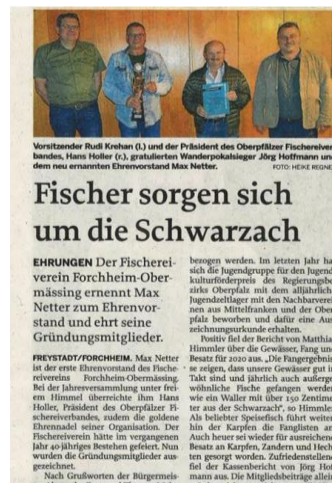 Vorsitzender Rudi Krehan (l.) und der Präsident des Oberpfälzer Fischereiver-
bandes, Hans Holler (r.), gratulierten Wanderpokalsieger Jörg Hoffmann und
dem neu ernannten Ehrenvorstand Max Netter.
FOTO: HEIKE REGNE
Fischer sorgen sich
um die Schwarzach
EHRUNGEN Der Fischerei-
verein Forchheim-Ober-
mässing ernennt Max
Netter zum Ehrenvor-
stand und ehrt seine
Gründungsmitglieder.
FREYSTADT/FORCHHEIM. Max Netter
ist der erste Ehrenvorstand des Fische-
reivereins Forchheim-Obermässing.
Bei der Jahresversammlung unter frei-
em Himmel überreichte ihm Hans
Holler, Präsident des Oberpfälzer Fi-
schereiverbandes, zudem die goldene
Ehrennadel seiner Organisation. Der
Fischereiverein hätte im vergangenen
Jahr 40-jähriges Bestehen gefeiert. Nun
wurden die Gründungsmitglieder aus-
gezeichnet.
Nach Grußworten der Bürgermeis-
bezogen werden. Im letzten Jahr ha
sich die Jugendgruppe für den Jugend
kulturförderpreis des Regierungsbe
zirks Oberpfalz mit dem alljährliche
Jugendzeltlager mit den Nachbarverei
nen aus Mittelfranken und der Ober
pfalz beworben und dafür eine Aus
zeichnungsurkunde erhalten.
Positiv fiel der Bericht von Matthia
Himmler über die Gewässer, Fang un
Besatz für 2020 aus. „Die Fangergebnis
se zeigen, dass unsere Gewässer gut in
Takt sind und jährlich auch außerge
wöhnliche Fische gefangen werde
wie ein Waller mit über 150 Zentime
ter aus der Schwarzach", so Himmler
Als beliebter Speisefisch führt weiter
hin der Karpfen die Fanglisten an
Auch heuer sei wieder für ausreichen
Besatz an Karpfen, Zandern und Hech
ten gesorgt worden. Zufriedenstellen
fiel der Kassenbericht von Jörg Hof
mann aus. Die Mitgliedsbeiträge allei